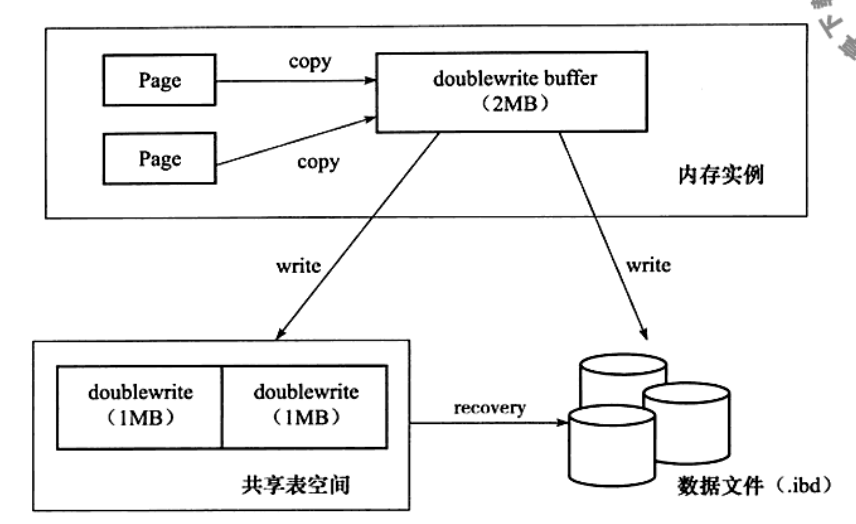 Page
copy
doublewrite buffer
（2MB）
Page
copy
内存实例
write
write
doublewrite
（1MB）
doublewrite
（1MB）
recovery
共享表空间
数据文件（.ibd）